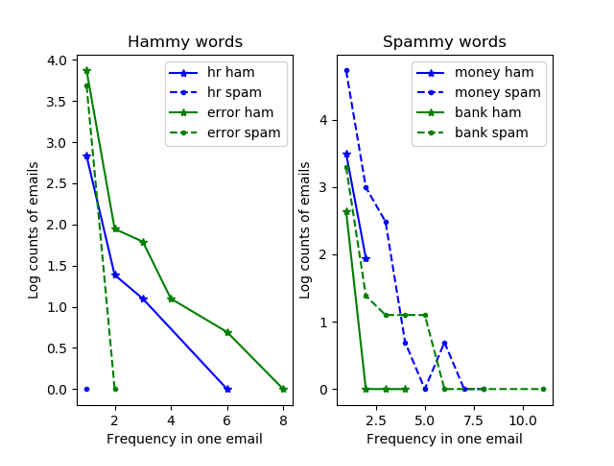 Hammy words
4.0
3.5
3.0
2.5
2.0
1.5
1.0
0.5
0.0
Log counts of emails
hr ham
hr spam
error ham
error spam
2
4
6
8
Frequency in one email
Spammy words
4
3
2
1
0
Log counts of emails
money ham
money spam
bank ham
bank spam
2.5
5.0
7.5
10.0
Frequency in one email